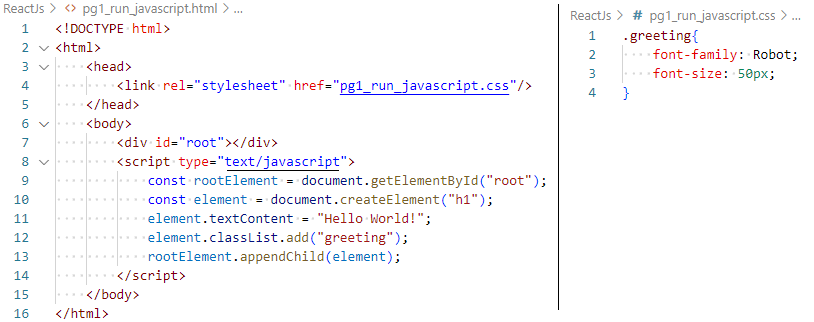 ReactJs > <> pg1_run_javascript.html > ...
1 <!DOCTYPE html>
2 <html>
3 <head>
4 <link rel="stylesheet" href="pg1_run_javascript.css"/>
5 </head>
6 <body>
7 <div id="root"></div>
8 <script type="text/javascript">
9 const rootElement = document.getElementById("root");
10 const element = document.createElement("h1");
11 element.textContent = "Hello World!";
12 element.classList.add("greeting");
13 rootElement.appendChild(element);
14 </script>
15 </body>
16 </html>
ReactJs > # pg1_run_javascript.css > ...
1 .greeting{
2 font-family: Robot;
3 font-size: 50px;
4 }